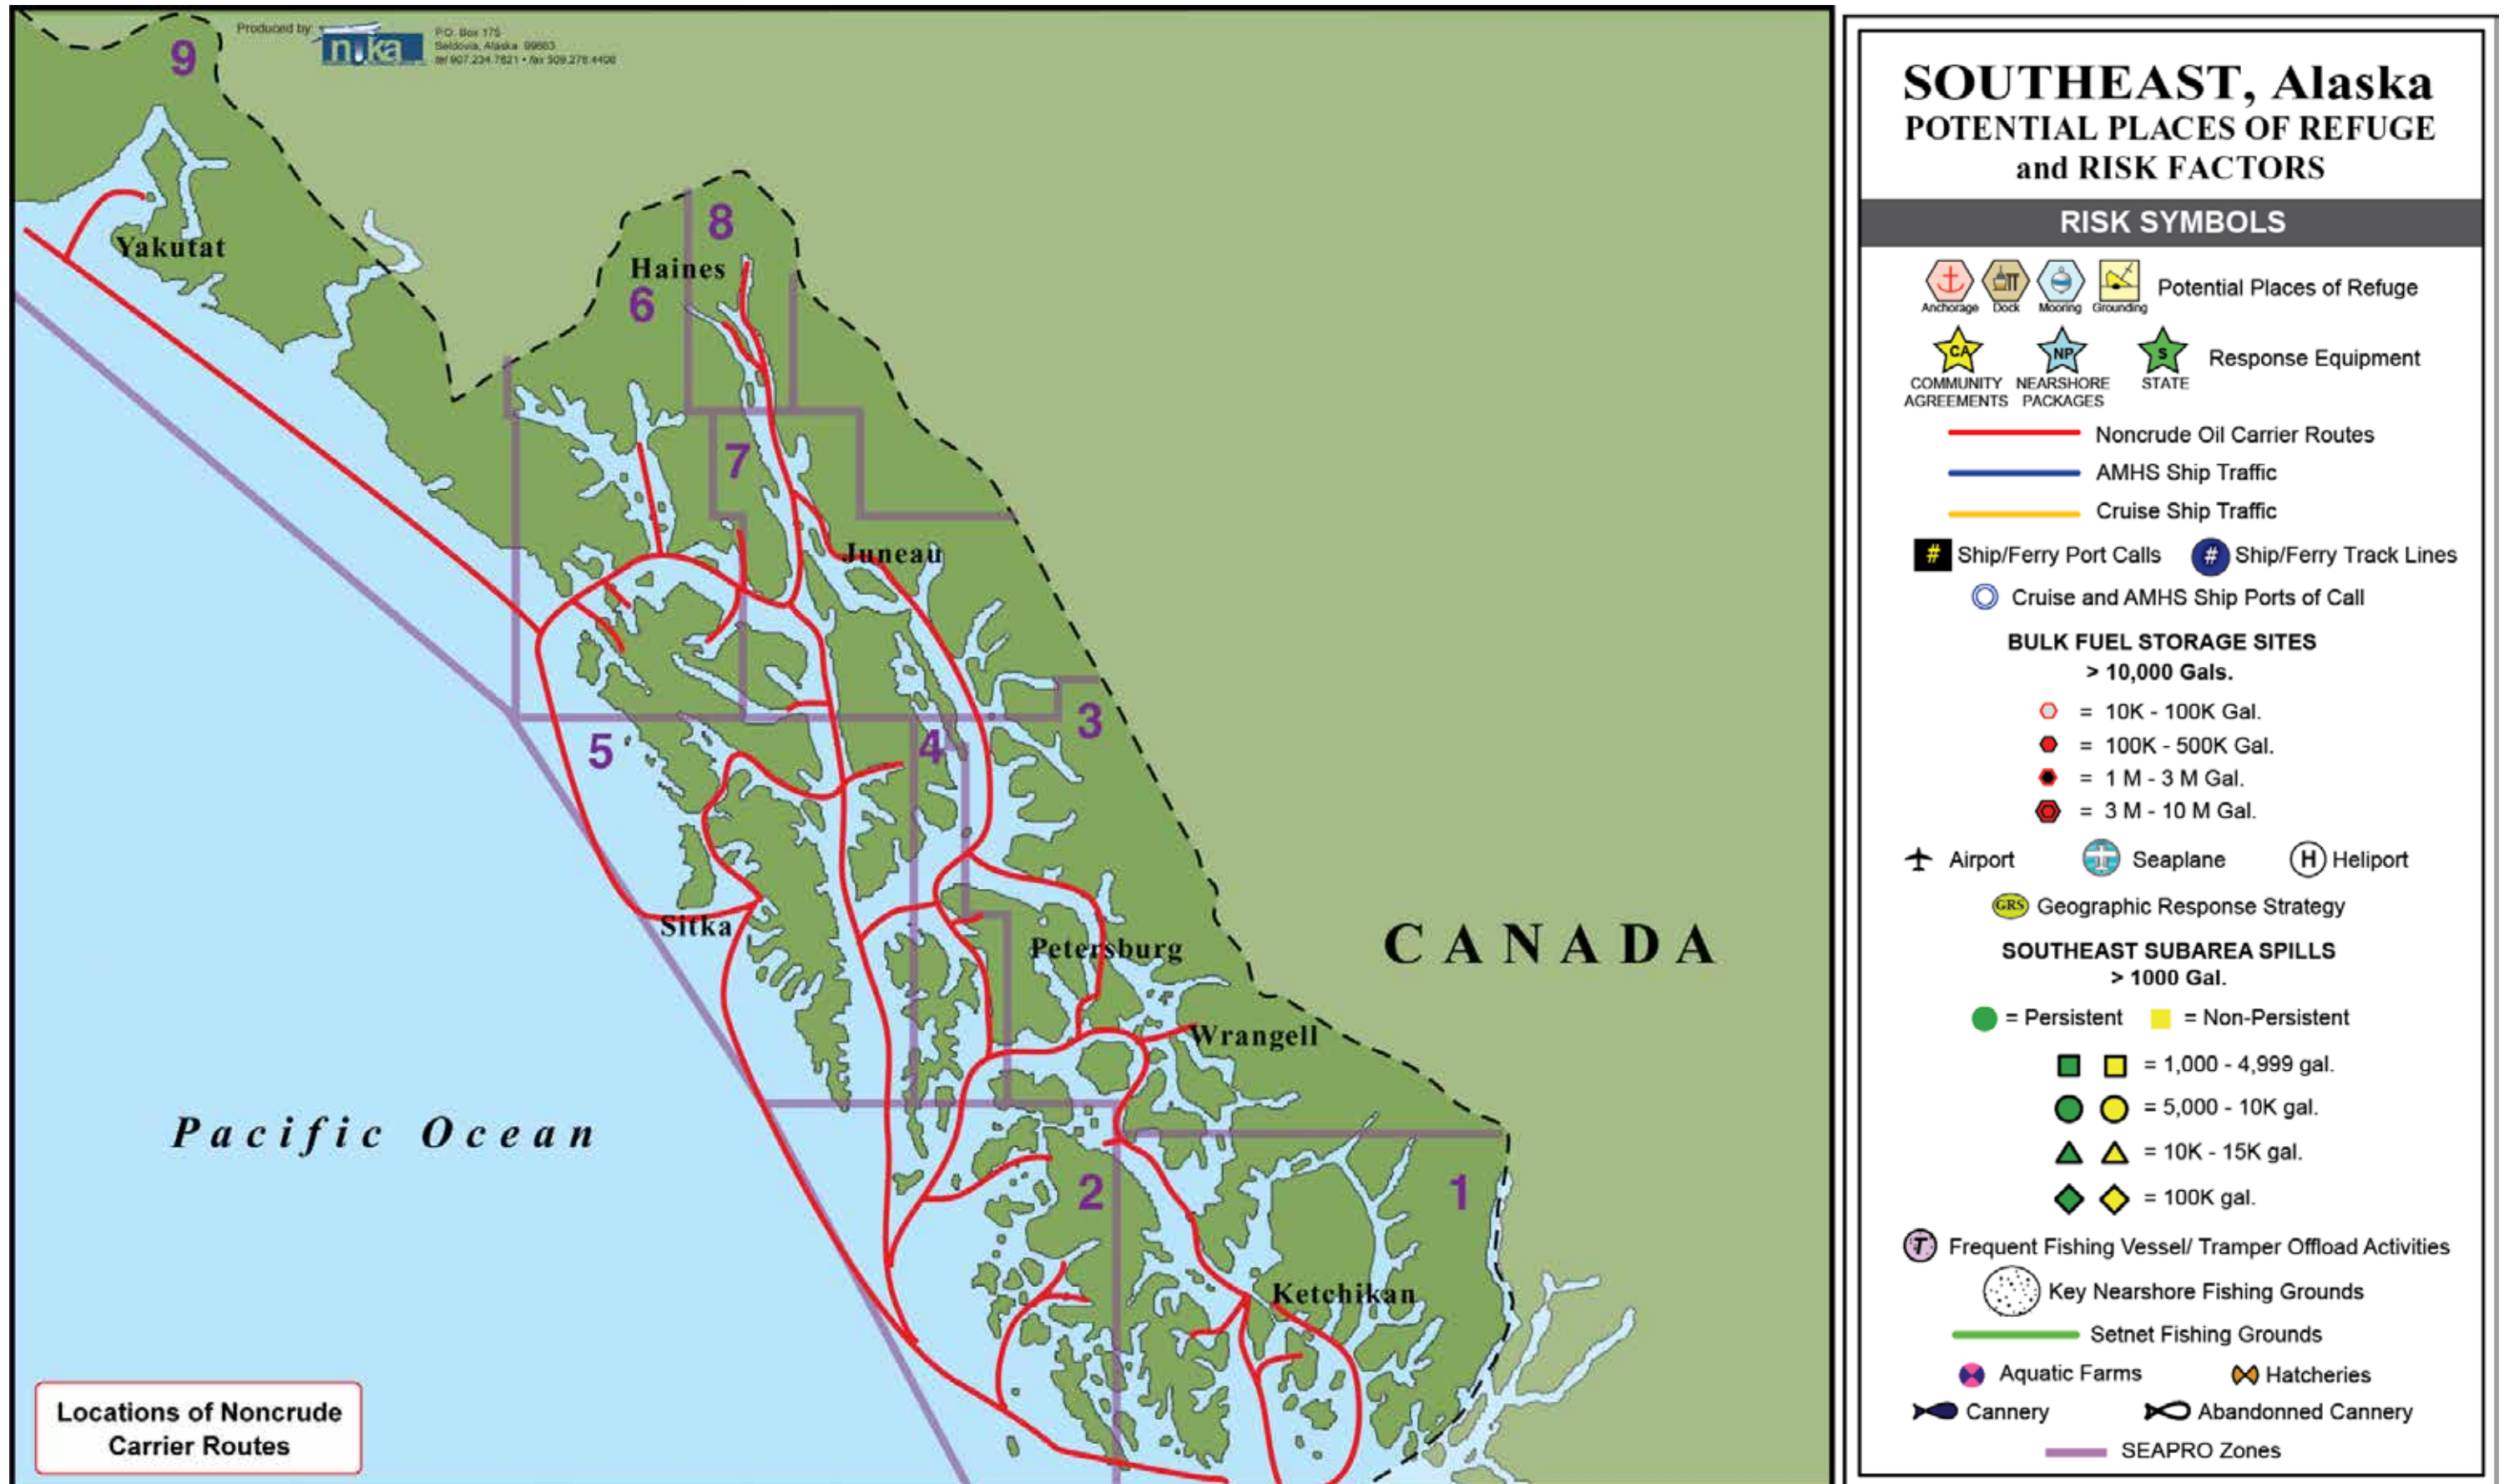 Produced by:
nuka
P.O. Box 175
Seldovia, Alaska 99663
tel 907.234.7821 • fax 509.278.4406
9
Yakutat
8
Haines
6
7
Juneau
3
5
4
Sitka
Petersburg
CANADA
Wrangell
Pacific Ocean
2
1
Ketchikan
Locations of Noncrude
Carrier Routes
SOUTHEAST, Alaska
POTENTIAL PLACES OF REFUGE
and RISK FACTORS
RISK SYMBOLS
Potential Places of Refuge
Anchorage Dock Mooring Grounding
CA NP S Response Equipment
COMMUNITY NEARSHORE STATE
AGREEMENTS PACKAGES
Noncrude Oil Carrier Routes
AMHS Ship Traffic
Cruise Ship Traffic
# Ship/Ferry Port Calls # Ship/Ferry Track Lines
Cruise and AMHS Ship Ports of Call
BULK FUEL STORAGE SITES
> 10,000 Gals.
= 10K - 100K Gal.
= 100K - 500K Gal.
= 1 M - 3 M Gal.
= 3 M - 10 M Gal.
Airport Seaplane H Heliport
GRS Geographic Response Strategy
SOUTHEAST SUBAREA SPILLS
> 1000 Gal.
= Persistent = Non-Persistent
= 1,000 - 4,999 gal.
= 5,000 - 10K gal.
= 10K - 15K gal.
= 100K gal.
T Frequent Fishing Vessel/ Tramper Offload Activities
Key Nearshore Fishing Grounds
Setnet Fishing Grounds
Aquatic Farms Hatcheries
Cannery Abandonned Cannery
SEAPRO Zones